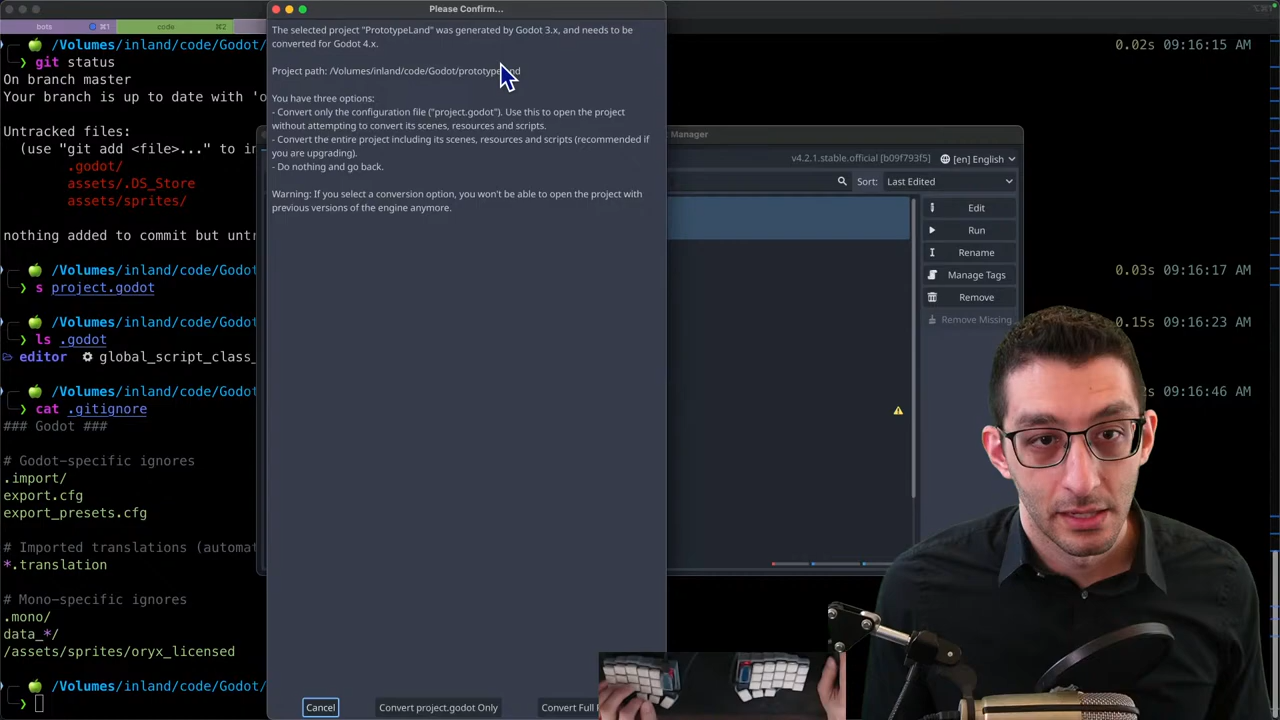 bots ⌘1 code ⌘2
⌥⌘1
/Volumes/inland/code/Godot/
0.02s 09:16:15 AM
❯ git status
On branch master
Your branch is up to date with 'o
Untracked files:
(use "git add <file>..." to i
.godot/
assets/.DS_Store
assets/sprites/
nothing added to commit but untr
/Volumes/inland/code/Godot
0.03s 09:16:17 AM
❯ s project.godot
/Volumes/inland/code/Godot
0.15s 09:16:23 AM
❯ ls .godot
editor global_script_class_
/Volumes/inland/code/Godot
09:16:46 AM
❯ cat .gitignore
### Godot ###
# Godot-specific ignores
.import/
export.cfg
export_presets.cfg
# Imported translations (automat
*.translation
# Mono-specific ignores
.mono/
data_*/
/assets/sprites/oryx_licensed
/Volumes/inland/code/Godot/
❯
Please Confirm...
The selected project "PrototypeLand" was generated by Godot 3.x, and needs to be
converted for Godot 4.x.
Project path: /Volumes/inland/code/Godot/prototype nd
You have three options:
- Convert only the configuration file ("project.godot"). Use this to open the project
without attempting to convert its scenes, resources and scripts.
- Convert the entire project including its scenes, resources and scripts (recommended if
you are upgrading).
- Do nothing and go back.
Warning: If you select a conversion option, you won't be able to open the project with
previous versions of the engine anymore.
Cancel
Convert project.godot Only
Convert Full
Manager
v4.2.1.stable.official [b09f793f5]
[en] English
Sort: Last Edited
Edit
Run
Rename
Manage Tags
Remove
Remove Missing